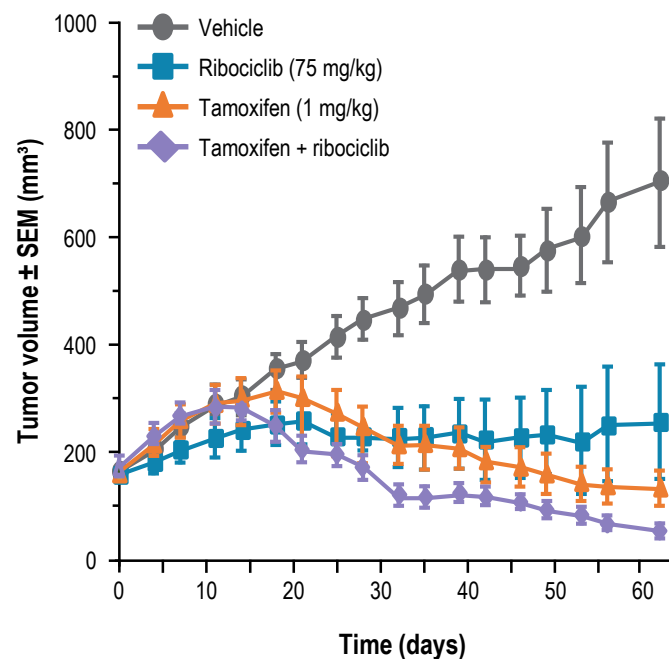 1000
800
600
400
200
0
Tumor volume ± SEM (mm³)
Vehicle
Ribociclib (75 mg/kg)
Tamoxifen (1 mg/kg)
Tamoxifen + ribociclib
0 10 20 30 40 50 60
Time (days)